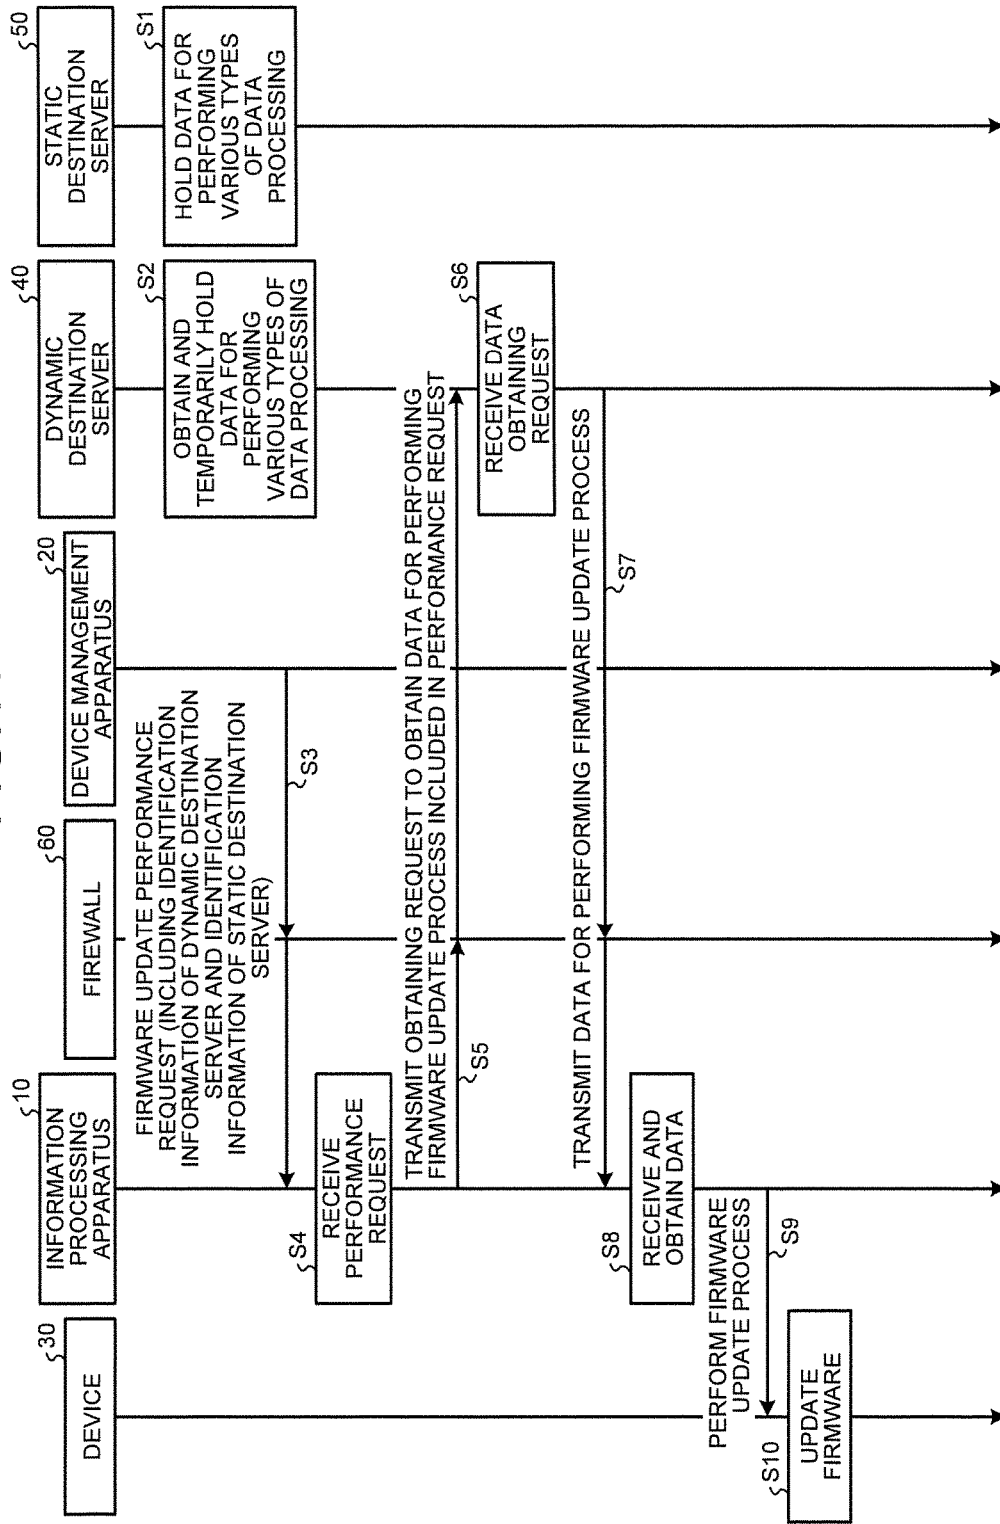 30
DEVICE
10
INFORMATION
PROCESSING
APPARATUS
60
FIREWALL
20
DEVICE MANAGEMENT
APPARATUS
40
DYNAMIC
DESTINATION
SERVER
50
STATIC
DESTINATION
SERVER
S1
HOLD DATA FOR
PERFORMING
VARIOUS TYPES
OF DATA
PROCESSING
S2
OBTAIN AND
TEMPORARILY HOLD
DATA FOR
PERFORMING
VARIOUS TYPES OF
DATA PROCESSING
FIRMWARE UPDATE PERFORMANCE
REQUEST (INCLUDING IDENTIFICATION
INFORMATION OF DYNAMIC DESTINATION
SERVER AND IDENTIFICATION
INFORMATION OF STATIC DESTINATION
SERVER)
S3
S4
RECEIVE
PERFORMANCE
REQUEST
TRANSMIT OBTAINING REQUEST TO OBTAIN DATA FOR PERFORMING
FIRMWARE UPDATE PROCESS INCLUDED IN PERFORMANCE REQUEST
S5
S6
RECEIVE DATA
OBTAINING
REQUEST
TRANSMIT DATA FOR PERFORMING FIRMWARE UPDATE PROCESS
S7
S8
RECEIVE AND
OBTAIN DATA
PERFORM FIRMWARE
UPDATE PROCESS
S9
S10
UPDATE
FIRMWARE